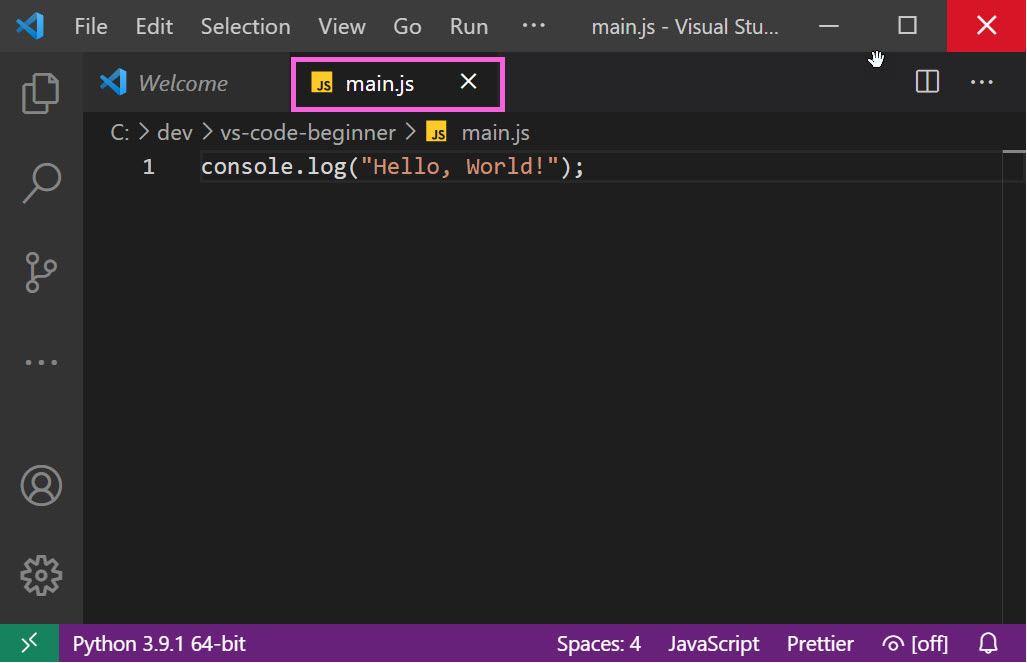 File Edit Selection View Go Run ··· main.js - Visual Stu...
Welcome JS main.js ···
C: > dev > vs-code-beginner > JS main.js
1 console.log("Hello, World!");
Python 3.9.1 64-bit Spaces: 4 JavaScript Prettier [off]